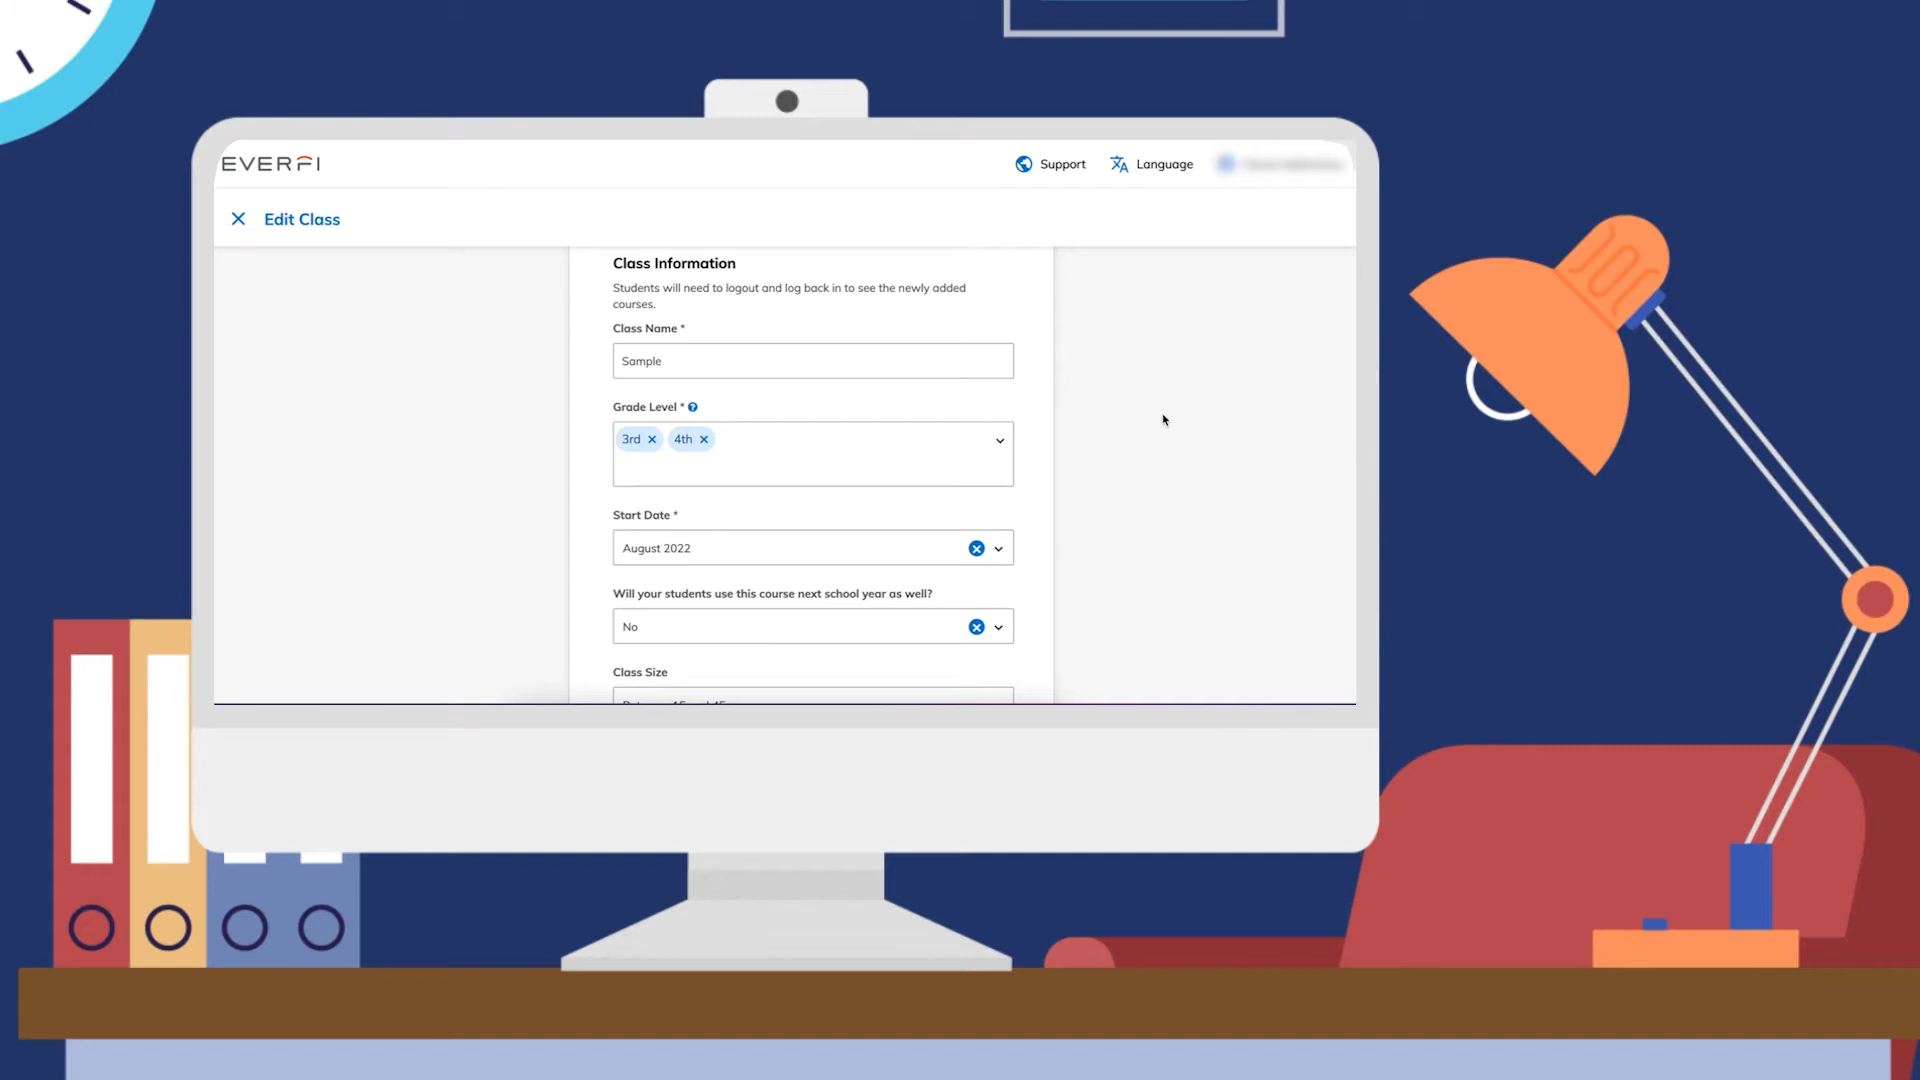 EVERFI
Support
Language
Edit Class
Class Information
Students will need to logout and log back in to see the newly added
courses.
Class Name *
Sample
Grade Level *
3rd
4th
Start Date *
August 2022
Will your students use this course next school year as well?
No
Class Size